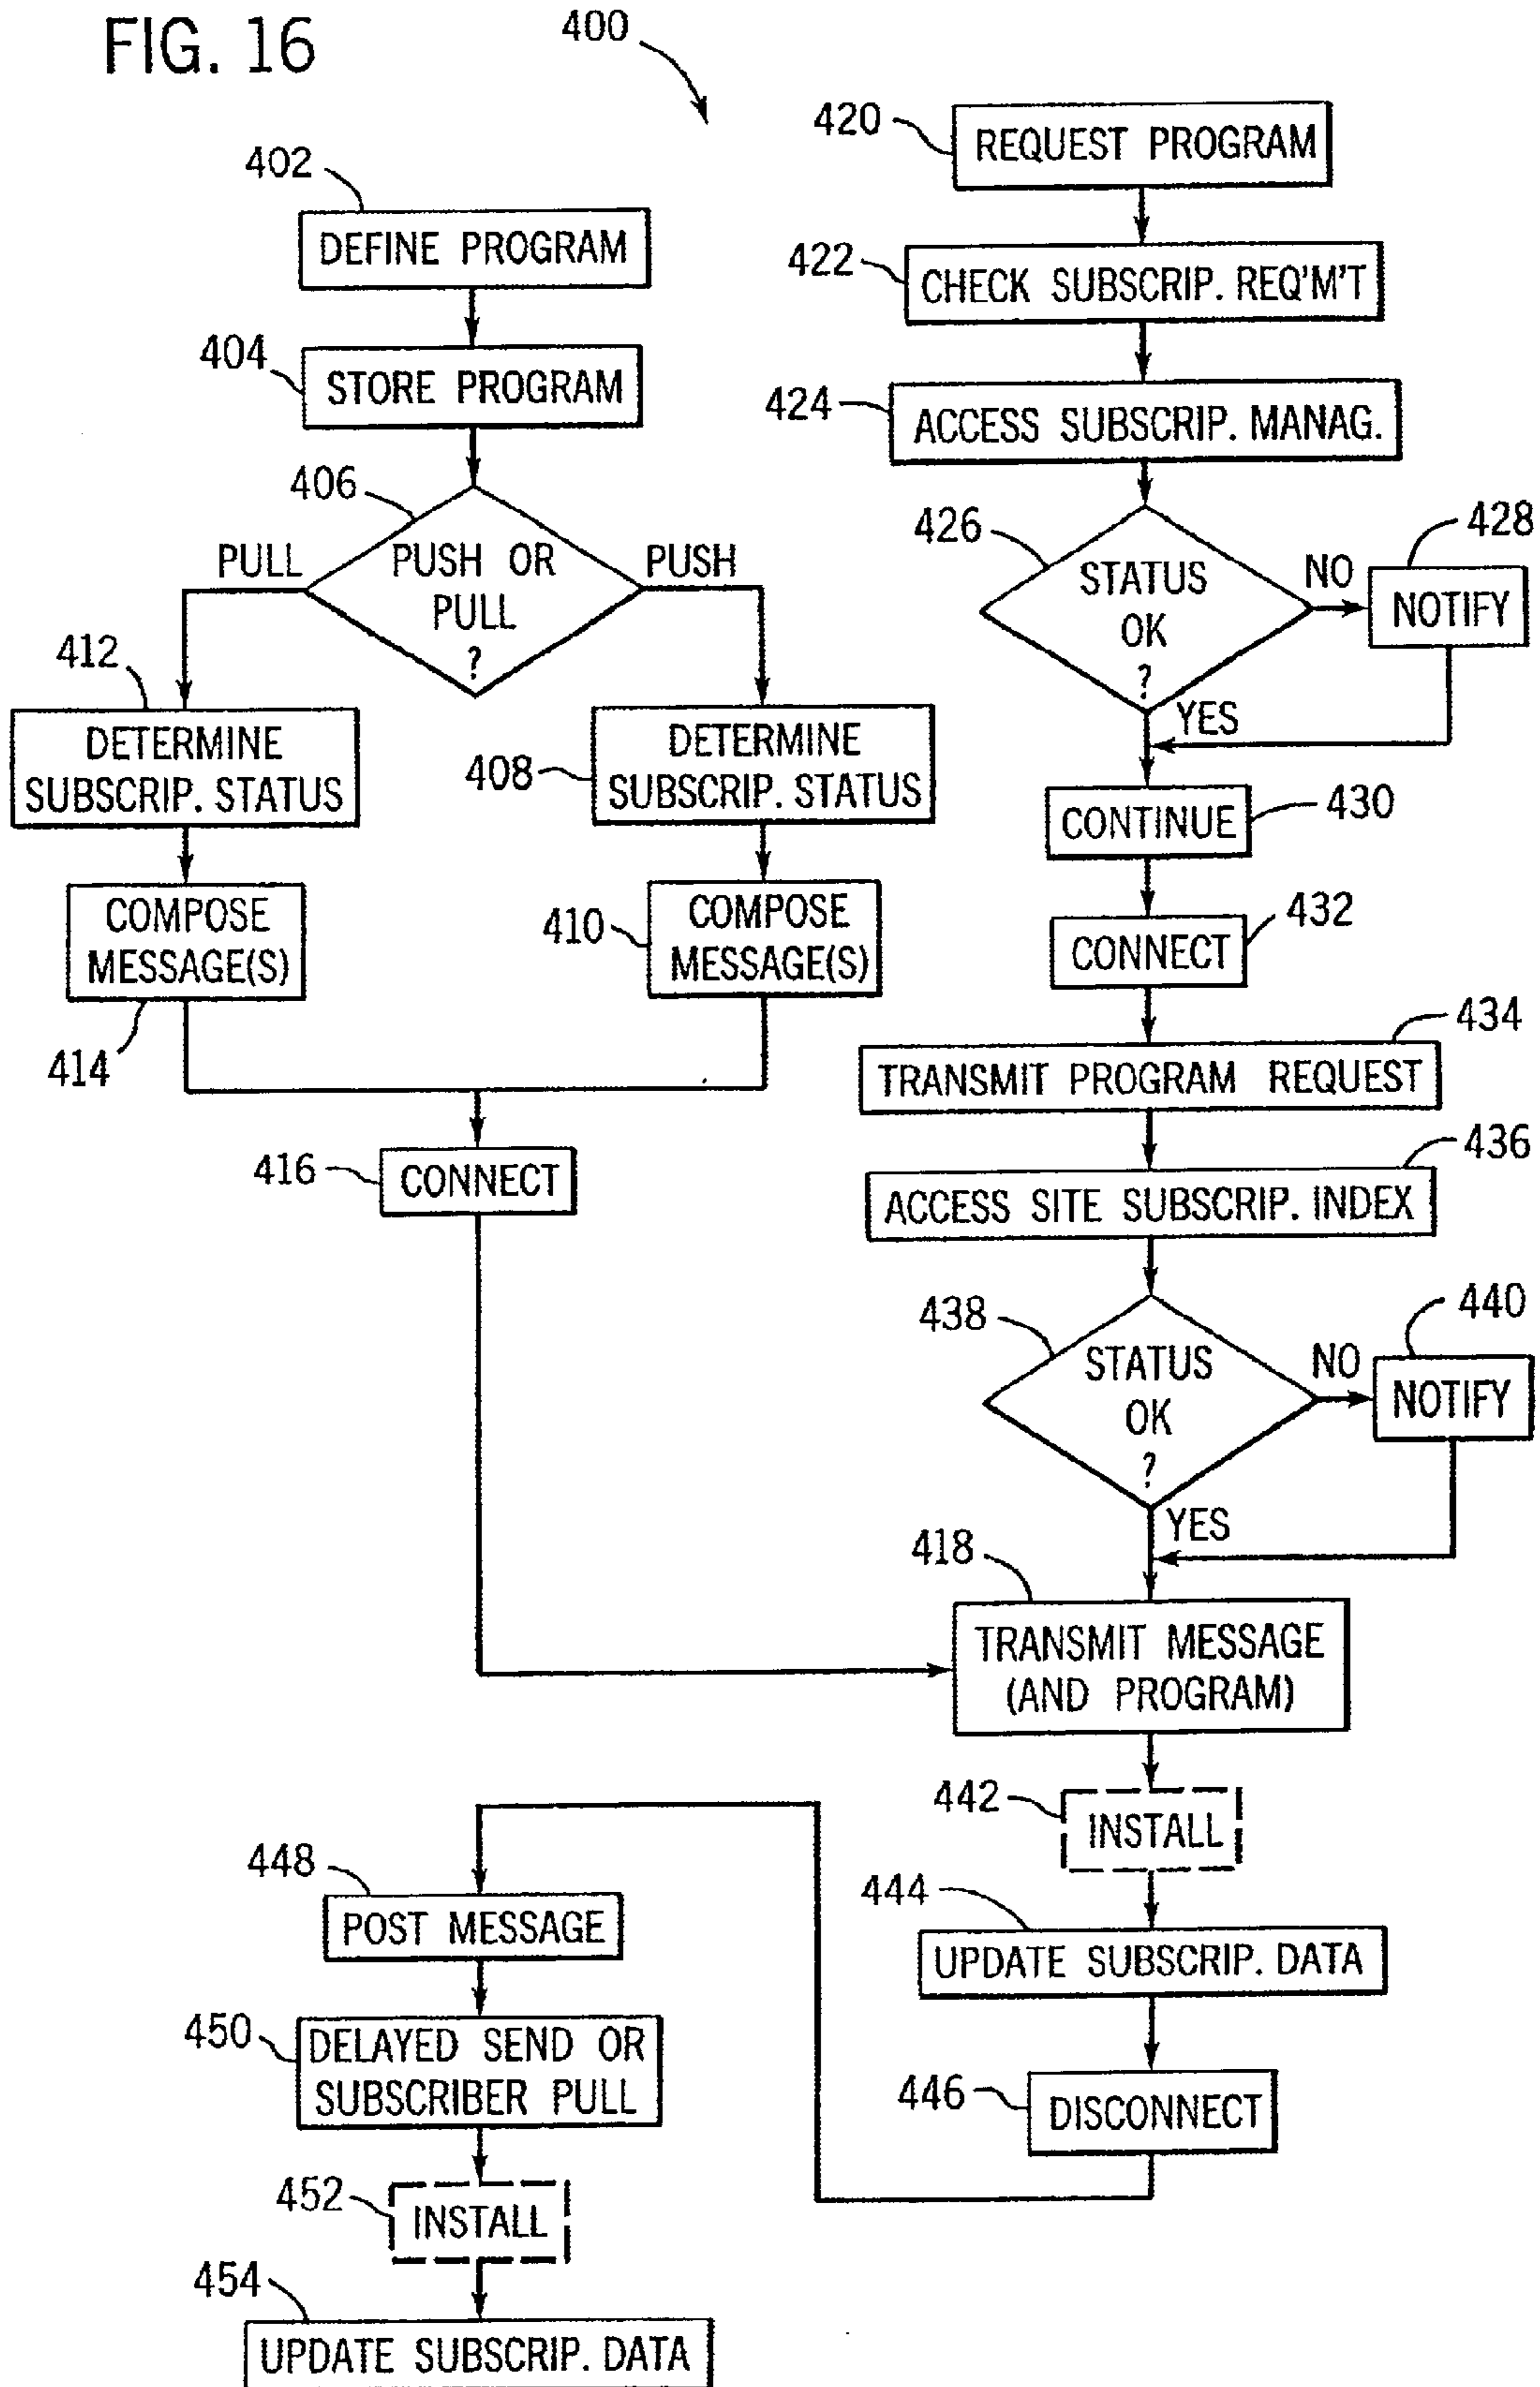 FIG. 16
400
402
DEFINE PROGRAM
404
STORE PROGRAM
406
PUSH OR
PULL
?
PULL
PUSH
412
DETERMINE
SUBSCRIP. STATUS
408
DETERMINE
SUBSCRIP. STATUS
COMPOSE
MESSAGE(S)
414
410
COMPOSE
MESSAGE(S)
416
CONNECT
420
REQUEST PROGRAM
422
CHECK SUBSCRIP. REQ'M'T
424
ACCESS SUBSCRIP. MANAG.
426
STATUS
OK
?
NO
428
NOTIFY
YES
CONTINUE
430
CONNECT
432
434
TRANSMIT PROGRAM REQUEST
436
ACCESS SITE SUBSCRIP. INDEX
438
STATUS
OK
?
NO
440
NOTIFY
YES
418
TRANSMIT MESSAGE
(AND PROGRAM)
442
INSTALL
444
UPDATE SUBSCRIP. DATA
446
DISCONNECT
448
POST MESSAGE
450
DELAYED SEND OR
SUBSCRIBER PULL
452
INSTALL
454
UPDATE SUBSCRIP. DATA